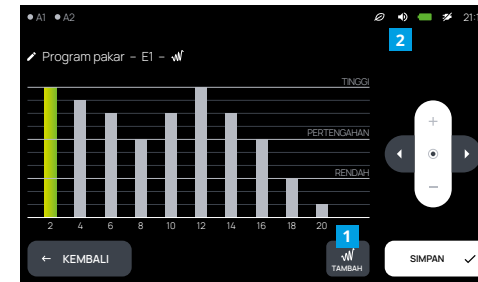 A1 A2 21:1
2
Program pakar – E1 –
TINGGI
PERTENGAHAN
RENDAH
2 4 6 8 10 12 14 16 18 20
1
← KEMBALI
TAMBAH
SIMPAN